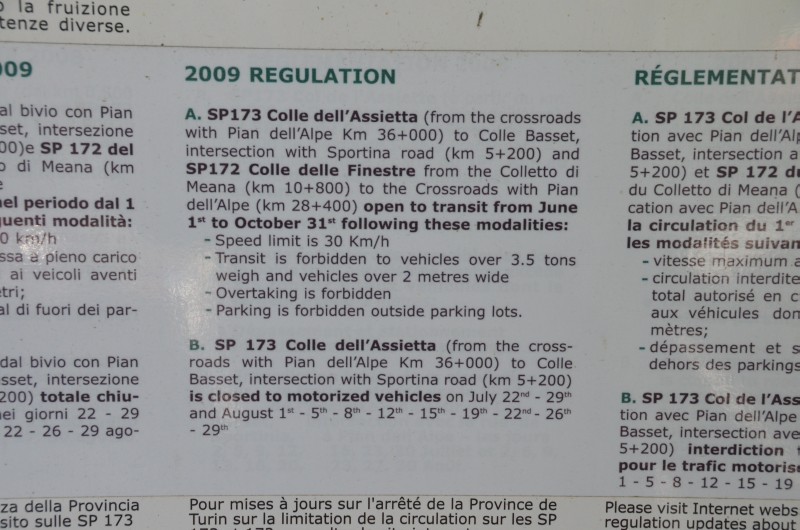 o la fruizione
tenze diverse.
009
al bivio con Pian
sset, intersezione
00)e SP 172 del
o di Meana (km
e
nel periodo dal 1
guenti modalità:
0 km/h
ssa a pieno carico
ai veicoli aventi
tri;
al di fuori dei par-
dal bivio con Pian
sset, intersezione
200) totale chiu-
nei giorni 22 - 29
22 - 26 - 29 ago-
2009 REGULATION
A. SP173 Colle dell'Assietta (from the crossroads
with Pian dell'Alpe Km 36+000) to Colle Basset,
intersection with Sportina road (km 5+200) and
SP172 Colle delle Finestre from the Colletto di
Meana (km 10+800) to the Crossroads with Pian
dell'Alpe (km 28+400) open to transit from June
1st to October 31st following these modalities:
- Speed limit is 30 Km/h
- Transit is forbidden to vehicles over 3.5 tons
weigh and vehicles over 2 metres wide
- Overtaking is forbidden
- Parking is forbidden outside parking lots.
B. SP 173 Colle dell'Assietta (from the cross-
roads with Pian dell'Alpe Km 36+000) to Colle
Basset, intersection with Sportina road (km 5+200)
is closed to motorized vehicles on July 22nd - 29th
and August 1st - 5th - 8th - 12th - 15th - 19th - 22nd - 26th
- 29th
RÉGLEMENTAT
A. SP 173 Col de l'A
tion avec Pian dell'Alp
Basset, intersection a
5+200) et SP 172 du
du Colletto di Meana (
cation avec Pian dell'A
la circulation du 1er
les modalités suivan
- vitesse maximum a
- circulation interdite
total autorisé en c
aux véhicules don
mètres;
- dépassement et s
dehors des parkings
B. SP 173 Col de l'Ass
tion avec Pian dell'Alp
Basset, intersection ave
5+200) interdiction t
pour le trafic motorisé
1 - 5 - 8 - 12 - 15 - 19
za della Provincia
sito sulle SP 173
Pour mises à jours sur l'arrêté de la Province de
Turin sur la limitation de la circulation sur les SP
Please visit Internet webs
regulation updates about